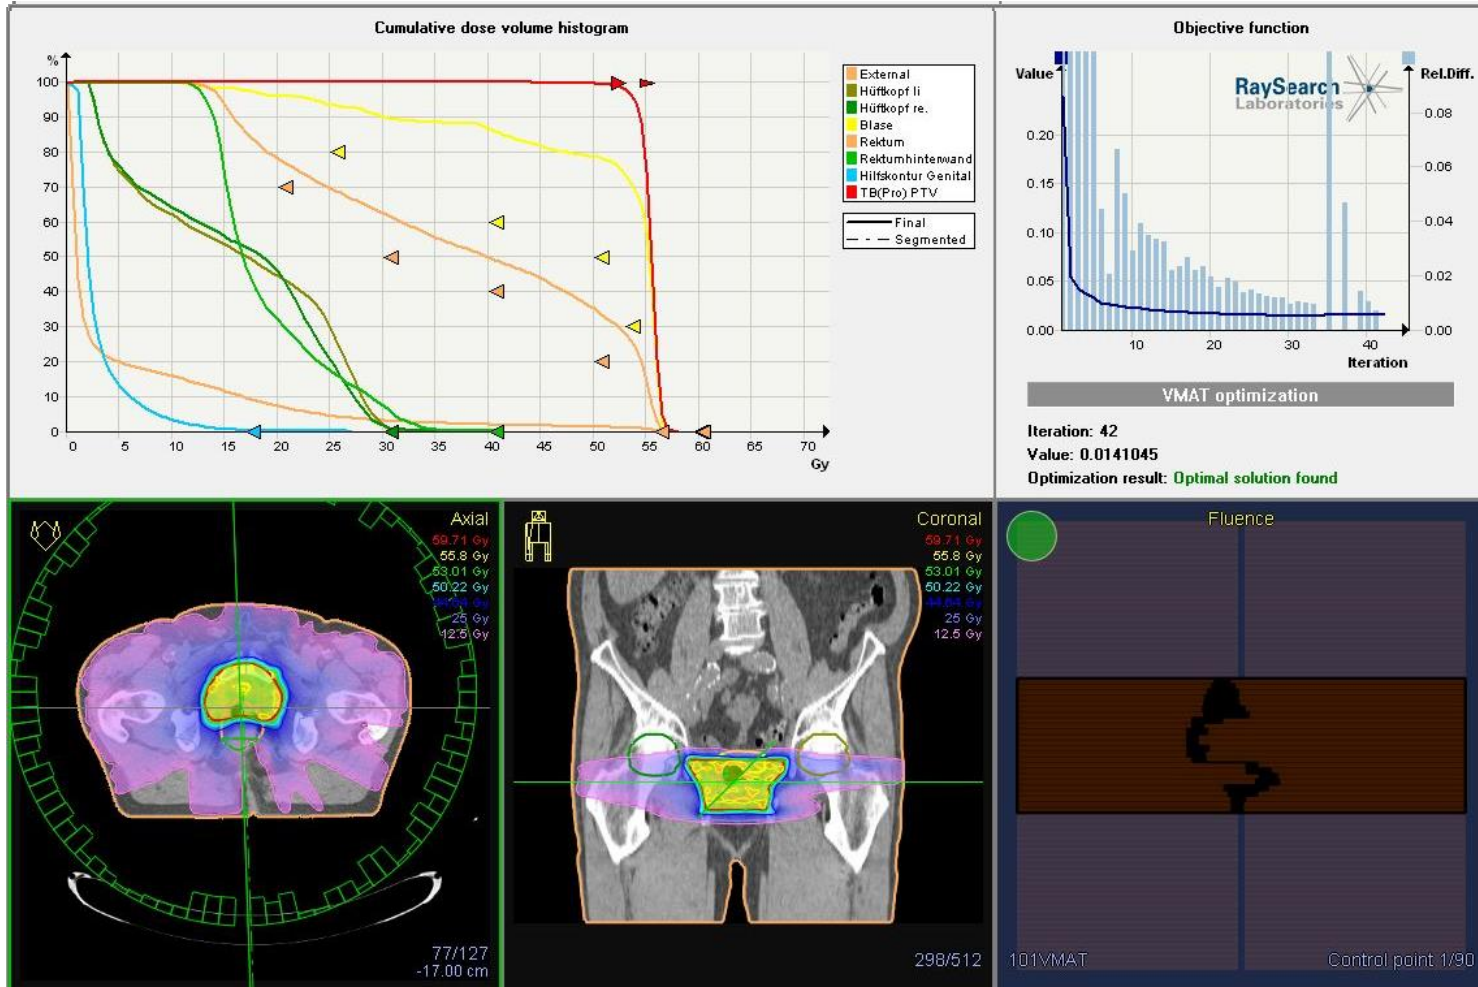 Cumulative dose volume histogram
%
100
90
80
70
60
50
40
30
20
10
0
0 5 10 15 20 25 30 35 40 45 50 55 60 65 70
Gy
External
Hüftkopf li
Hüftkopf re.
Blase
Rektum
Rektumhinterwand
Hilfskontur Genital
TB(Pro) PTV
Final
Segmented
Objective function
Value
Rel.Diff.
RaySearch
Laboratories
0.20
0.15
0.10
0.05
0.00
0.08
0.06
0.04
0.02
0.00
10 20 30 40
Iteration
VMAT optimization
Iteration: 42
Value: 0.0141045
Optimization result: Optimal solution found
Axial
59.71 Gy
55.8 Gy
53.01 Gy
50.22 Gy
44.64 Gy
25 Gy
12.5 Gy
77/127
-17.00 cm
Coronal
59.71 Gy
55.8 Gy
53.01 Gy
50.22 Gy
44.64 Gy
25 Gy
12.5 Gy
298/512
Fluence
101VMAT
Control point 1/90